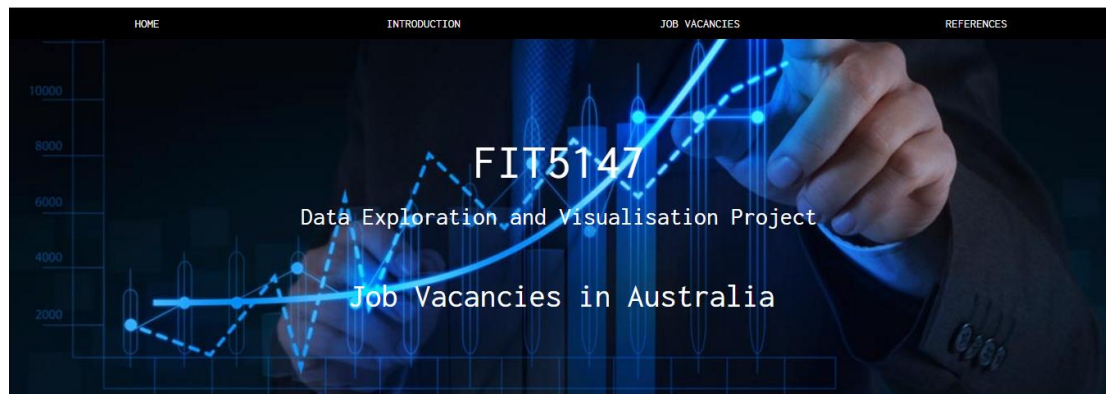 HOME INTRODUCTION JOB VACANCIES REFERENCES
10000
8000
6000
4000
2000
FIT5147
Data Exploration and Visualisation Project
Job Vacancies in Australia